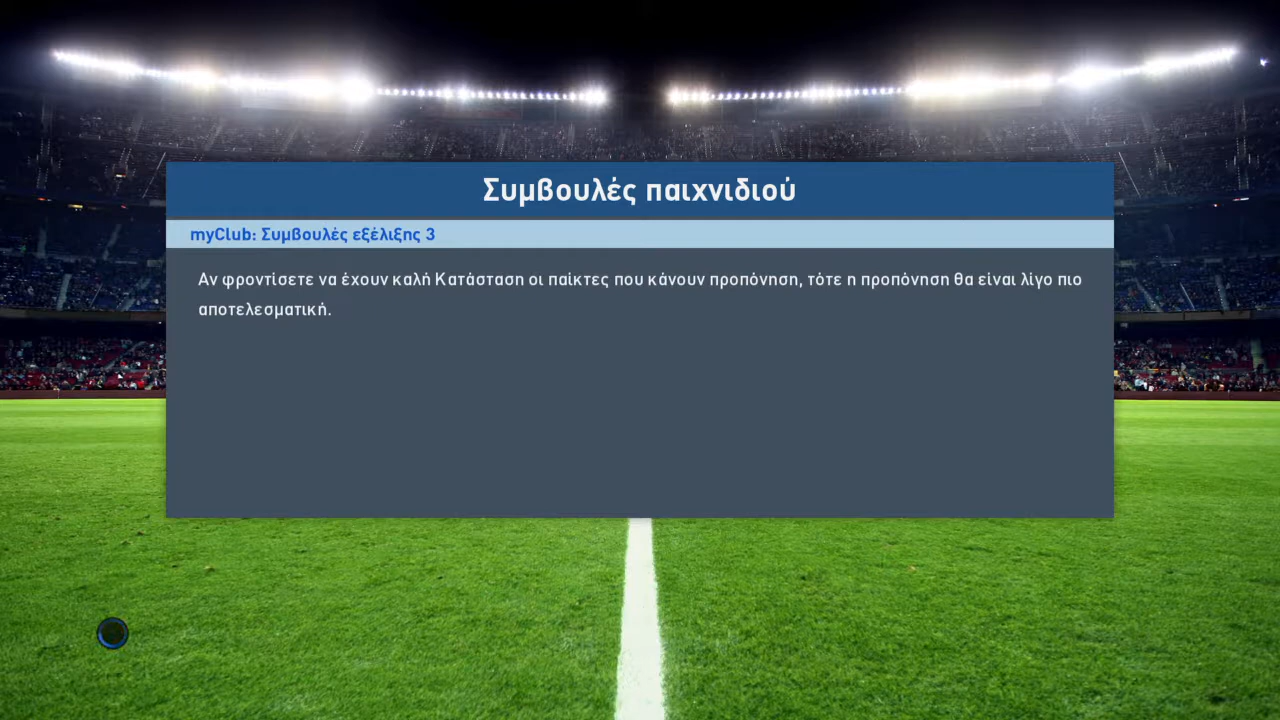 Συμβουλές παιχνιδιού
myClub: Συμβουλές εξέλιξης 3
Αν φροντίσετε να έχουν καλή Κατάσταση οι παίκτες που κάνουν προπόνηση, τότε η προπόνηση θα είναι λίγο πιο
αποτελεσματική.